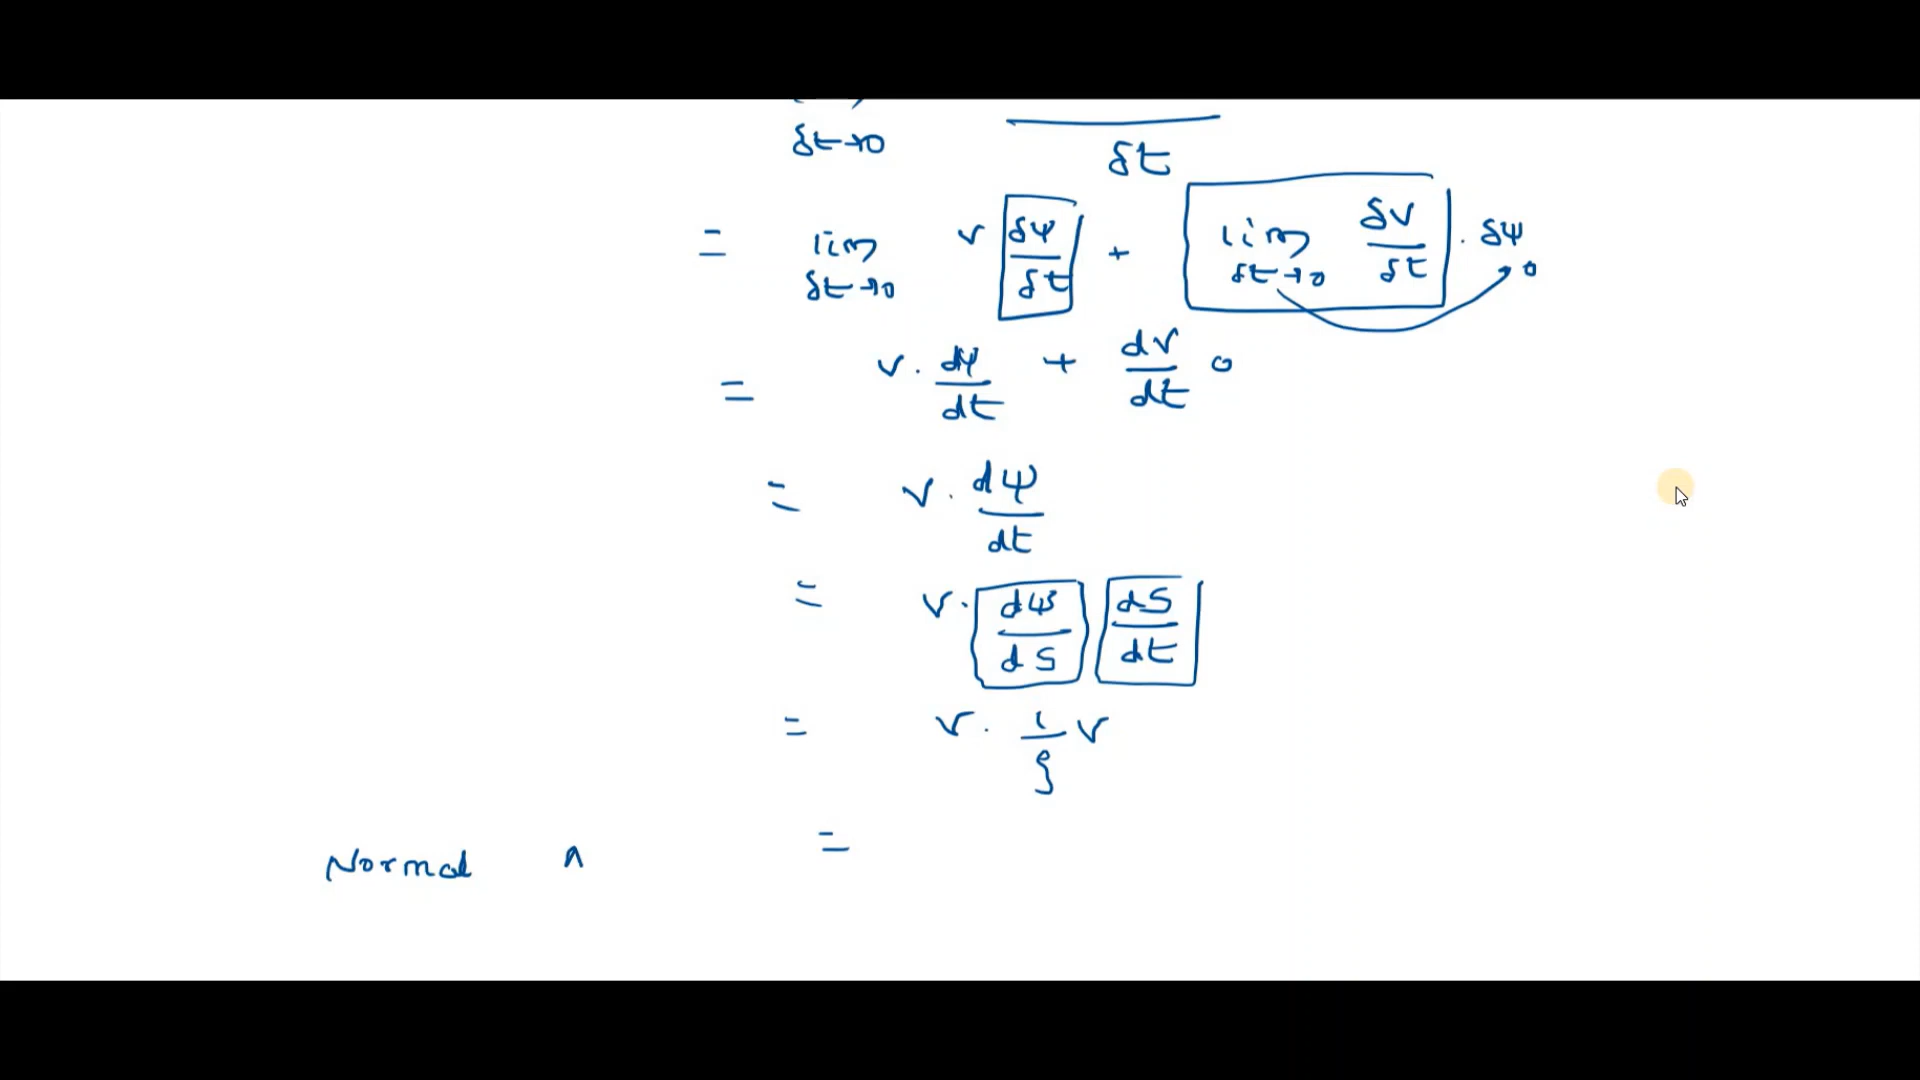 δt→0 δt
= lim δt→0 v δψ/δt + lim δt→0 δv/δt . δψ 0
= v . dψ/dt + dv/dt 0
= v . dψ/dt
= v . dψ/ds ds/dt
= v . 1/ρ v
Normal A =